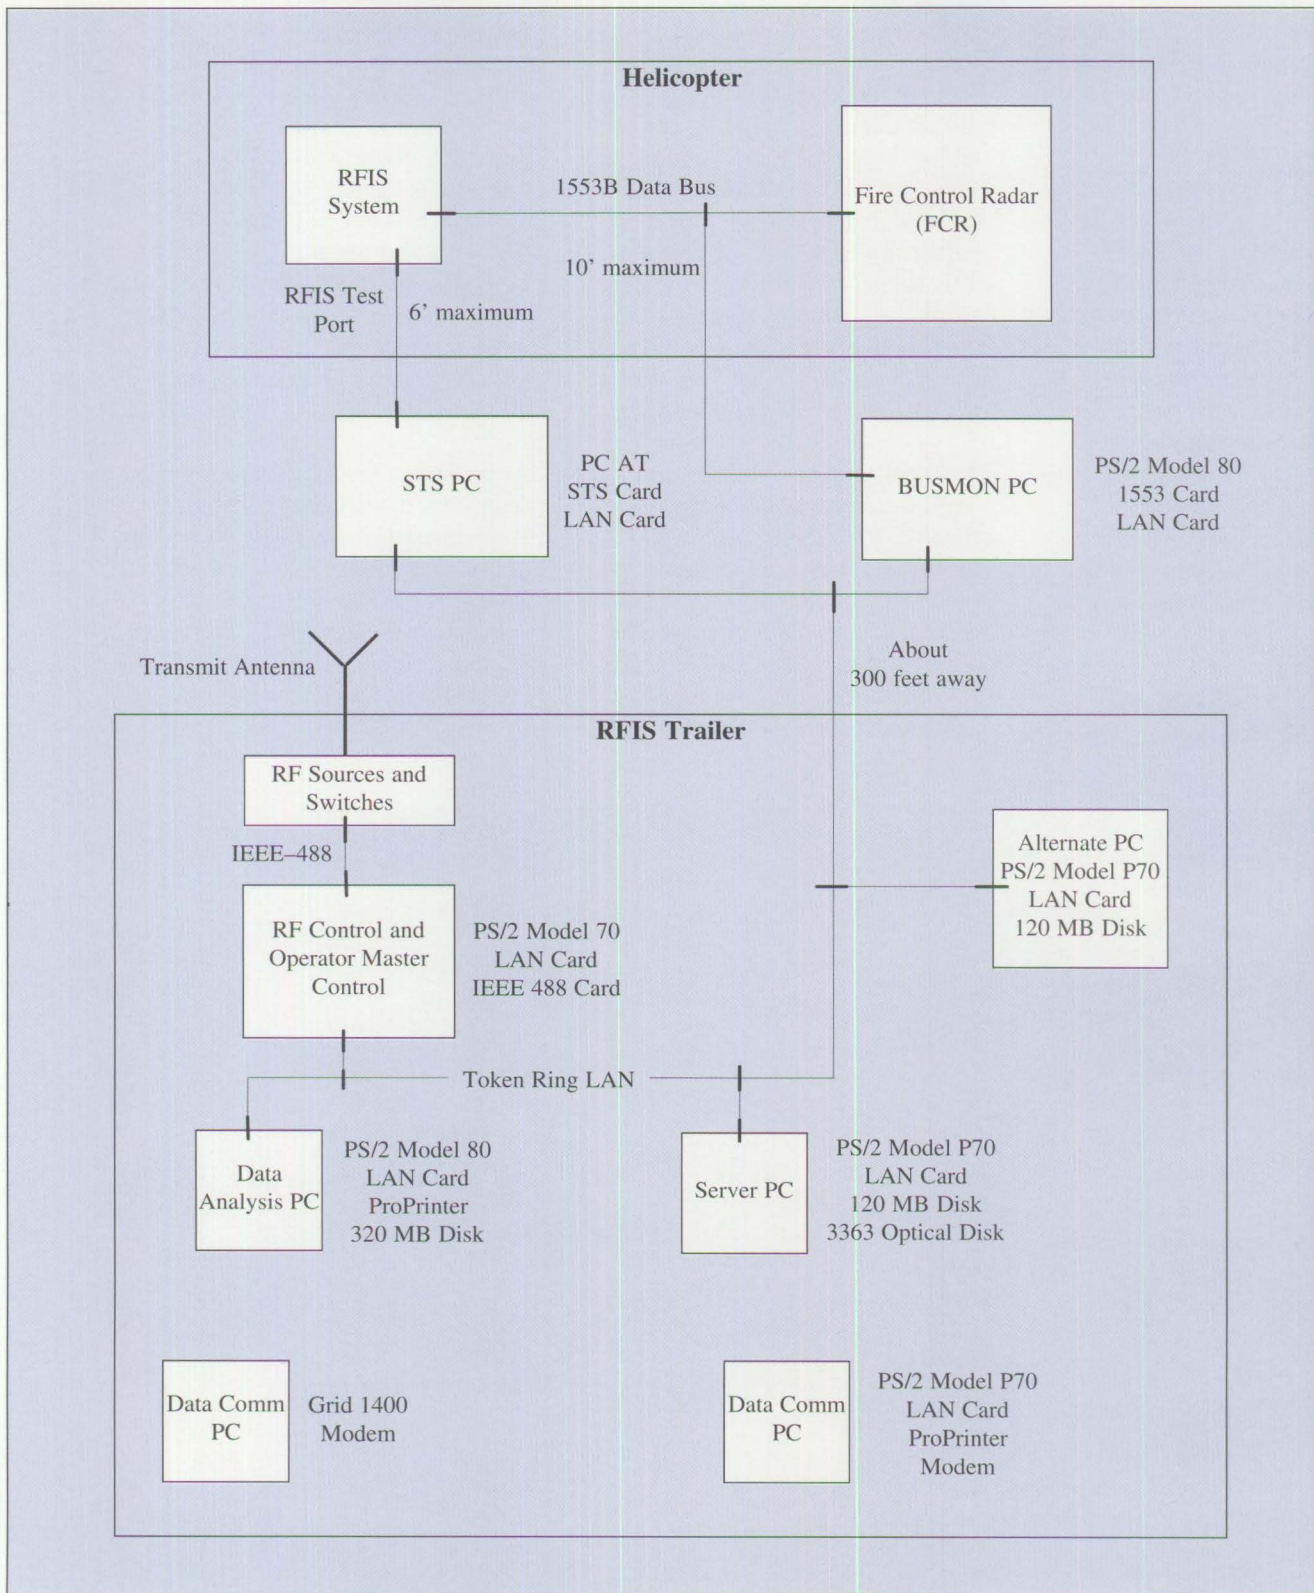 Helicopter
RFIS
System
1553B Data Bus
Fire Control Radar
(FCR)
10’ maximum
RFIS Test
Port
6’ maximum
STS PC
PC AT
STS Card
LAN Card
BUSMON PC
PS/2 Model 80
1553 Card
LAN Card
Transmit Antenna
About
300 feet away
RFIS Trailer
RF Sources and
Switches
IEEE–488
RF Control and
Operator Master
Control
PS/2 Model 70
LAN Card
IEEE 488 Card
Alternate PC
PS/2 Model P70
LAN Card
120 MB Disk
Token Ring LAN
Data
Analysis PC
PS/2 Model 80
LAN Card
ProPrinter
320 MB Disk
Server PC
PS/2 Model P70
LAN Card
120 MB Disk
3363 Optical Disk
Data Comm
PC
Grid 1400
Modem
Data Comm
PC
PS/2 Model P70
LAN Card
ProPrinter
Modem